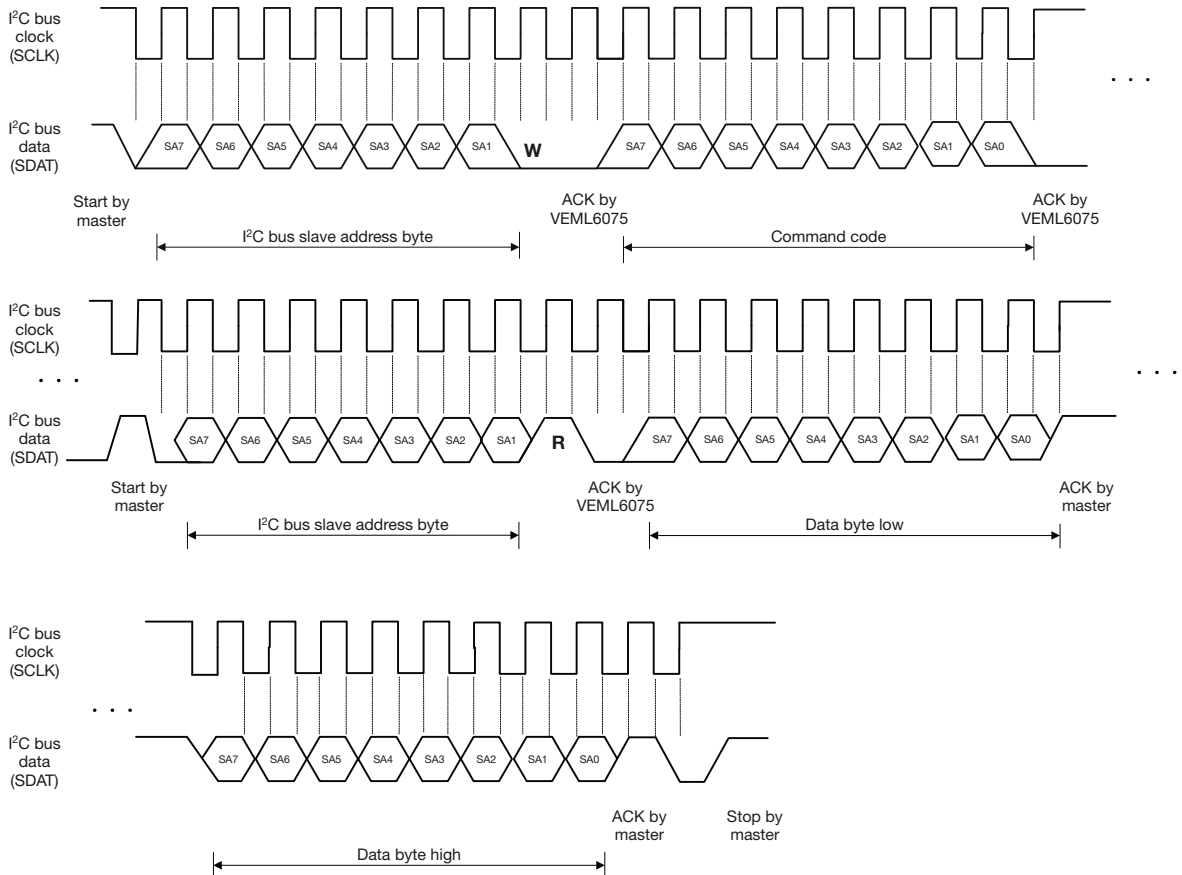 I²C bus
clock
(SCLK)
. . .
I²C bus
data
(SDAT)
SA7 SA6 SA5 SA4 SA3 SA2 SA1 W SA7 SA6 SA5 SA4 SA3 SA2 SA1 SA0
Start by
master
ACK by
VEML6075
ACK by
VEML6075
I²C bus slave address byte
Command code
I²C bus
clock
(SCLK)
. . .
. . .
I²C bus
data
(SDAT)
SA7 SA6 SA5 SA4 SA3 SA2 SA1 R SA7 SA6 SA5 SA4 SA3 SA2 SA1 SA0
Start by
master
ACK by
VEML6075
ACK by
master
I²C bus slave address byte
Data byte low
I²C bus
clock
(SCLK)
. . .
I²C bus
data
(SDAT)
SA7 SA6 SA5 SA4 SA3 SA2 SA1 SA0
ACK by
master
Stop by
master
Data byte high